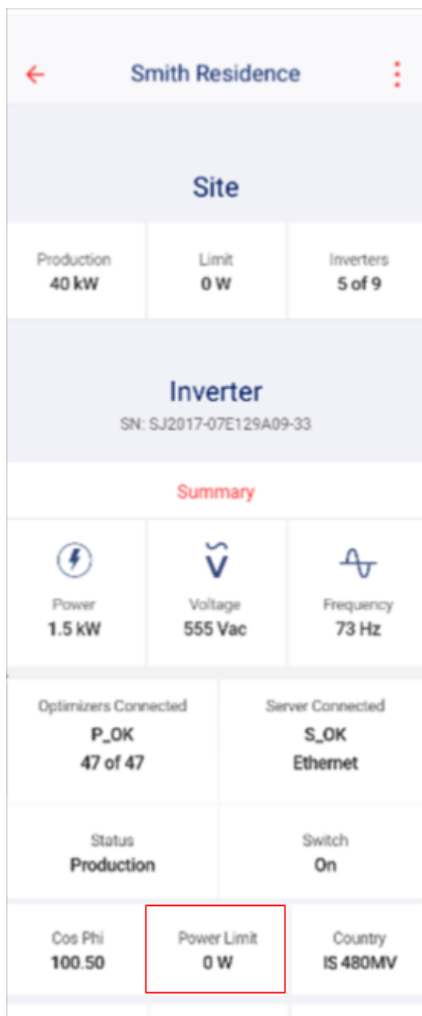 Smith Residence
Site
Production Limit Inverters
40 kW 0 W 5 of 9
Inverter
SN: SJ2017-07E129A09-33
Summary
Power Voltage Frequency
1.5 kW 555 Vac 73 Hz
Optimizers Connected Server Connected
P_OK S_OK
47 of 47 Ethernet
Status Switch
Production On
Cos Phi Power Limit Country
100.50 0 W IS 480MV